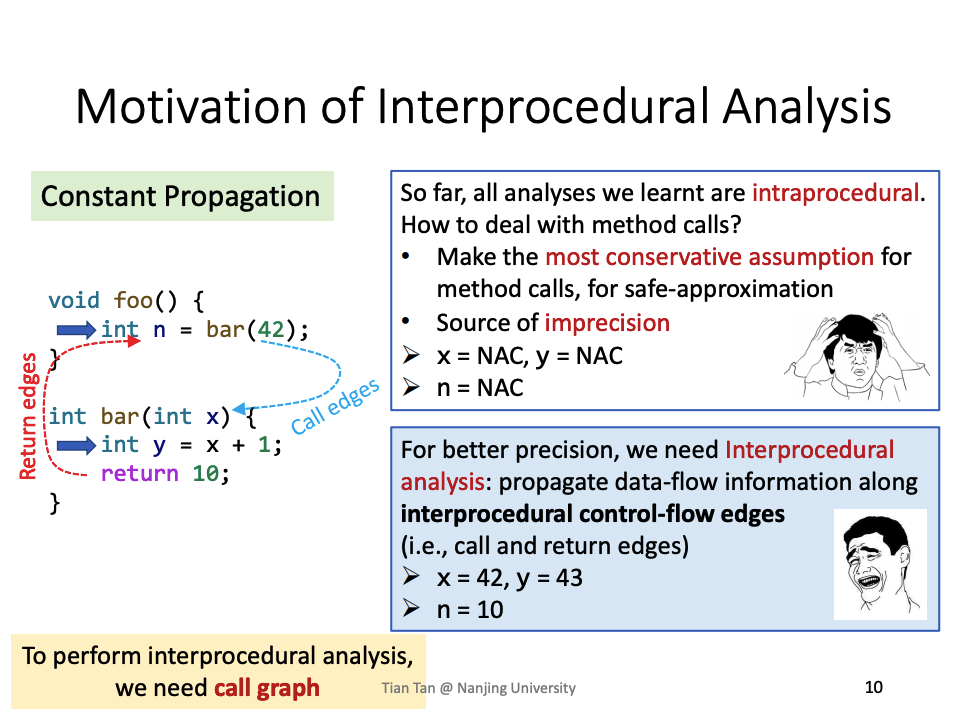 Motivation of Interprocedural Analysis
Constant Propagation
void foo() {
int n = bar(42);
}
int bar(int x) {
int y = x + 1;
return 10;
}
Return edges
Call edges
So far, all analyses we learnt are intraprocedural.
How to deal with method calls?
• Make the most conservative assumption for
method calls, for safe-approximation
• Source of imprecision
➢ x = NAC, y = NAC
➢ n = NAC
For better precision, we need Interprocedural
analysis: propagate data-flow information along
interprocedural control-flow edges
(i.e., call and return edges)
➢ x = 42, y = 43
➢ n = 10
To perform interprocedural analysis,
we need call graph
Tian Tan @ Nanjing University
10